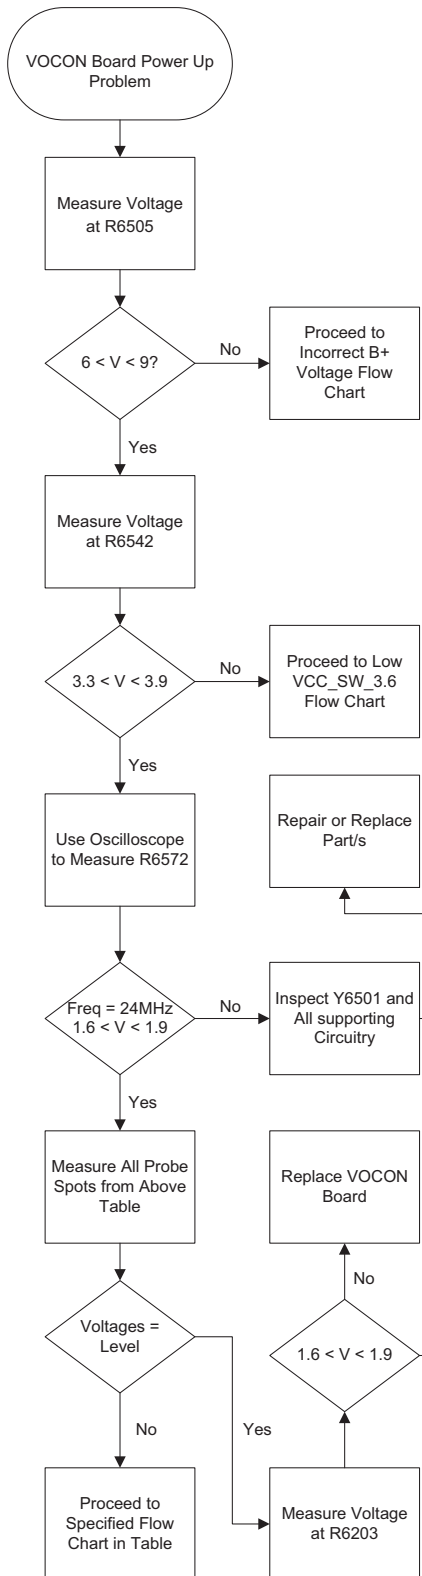 VOCON Board Power Up
Problem
Measure Voltage
at R6505
6 < V < 9?
No
Proceed to
Incorrect B+
Voltage Flow
Chart
Yes
Measure Voltage
at R6542
3.3 < V < 3.9
No
Proceed to Low
VCC_SW_3.6
Flow Chart
Yes
Use Oscilloscope
to Measure R6572
Repair or Replace
Part/s
Freq = 24MHz
1.6 < V < 1.9
No
Inspect Y6501 and
All supporting
Circuitry
Yes
Measure All Probe
Spots from Above
Table
Replace VOCON
Board
No
Voltages =
Level
1.6 < V < 1.9
No
Yes
Proceed to
Specified Flow
Chart in Table
Measure Voltage
at R6203